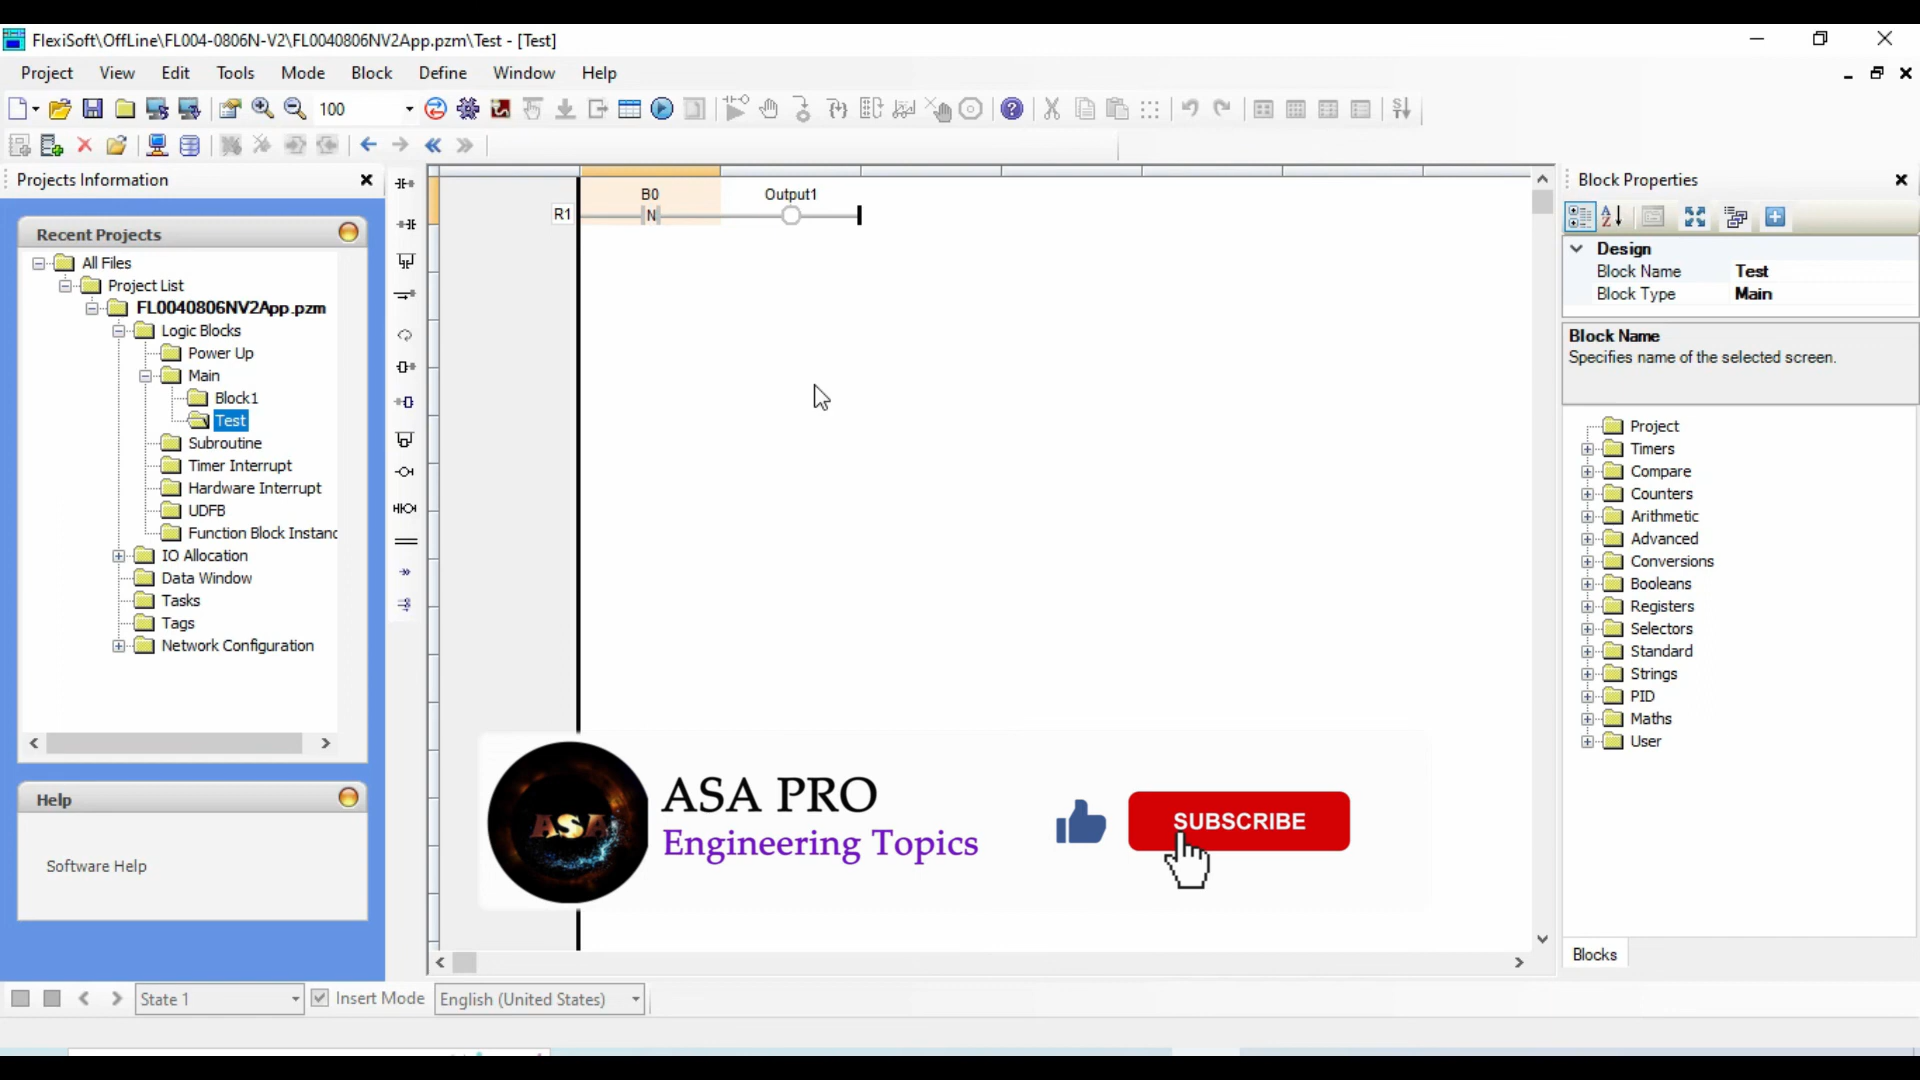 FlexiSoft\OffLine\FL004-0806N-V2\FL0040806NV2App.pzm\Test - [Test]
Project View Edit Tools Mode Block Define Window Help
100
Projects Information
Recent Projects
All Files
Project List
FL0040806NV2App.pzm
Logic Blocks
Power Up
Main
Block1
Test
Subroutine
Timer Interrupt
Hardware Interrupt
UDFB
Function Block Instanc
IO Allocation
Data Window
Tasks
Tags
Network Configuration
Help
Software Help
B0 Output1
R1 N
ASA
ASA PRO
Engineering Topics
SUBSCRIBE
Block Properties
Design
Block Name Test
Block Type Main
Block Name
Specifies name of the selected screen.
Project
Timers
Compare
Counters
Arithmetic
Advanced
Conversions
Booleans
Registers
Selectors
Standard
Strings
PID
Maths
User
Blocks
State 1 Insert Mode English (United States)